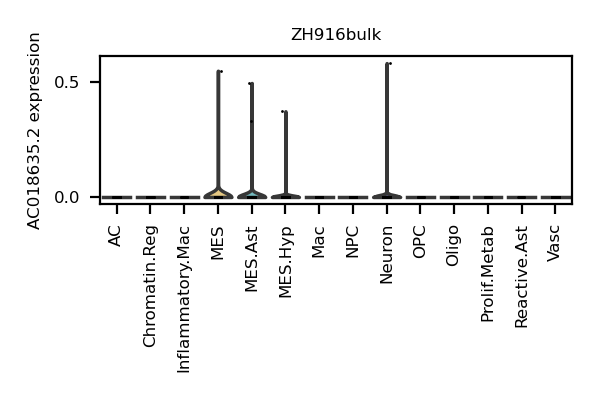 ZH916bulk
AC018635.2 expression
0.5
0.0
AC
Chromatin.Reg
Inflammatory.Mac
MES
MES.Ast
MES.Hyp
Mac
NPC
Neuron
OPC
Oligo
Prolif.Metab
Reactive.Ast
Vasc